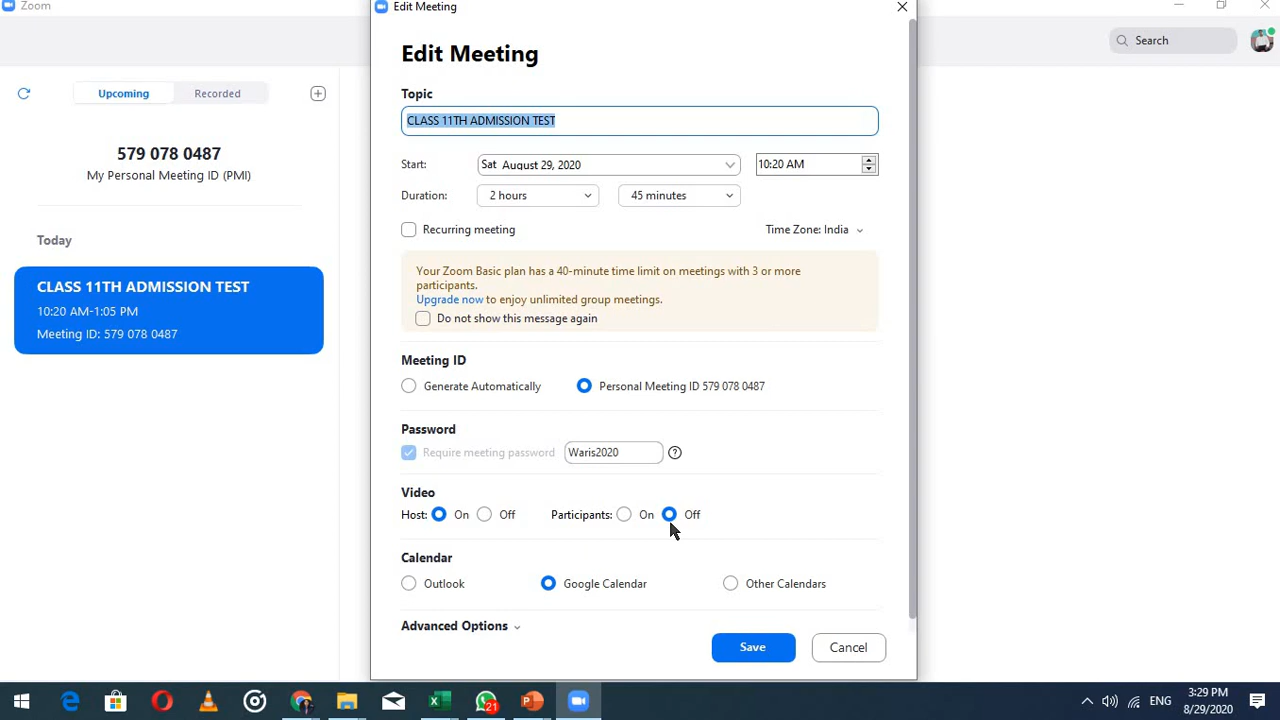 Zoom
Edit Meeting
Search
Upcoming
Recorded
579 078 0487
My Personal Meeting ID (PMI)
Today
CLASS 11TH ADMISSION TEST
10:20 AM-1:05 PM
Meeting ID: 579 078 0487
Edit Meeting
Topic
CLASS 11TH ADMISSION TEST
Start: Sat August 29, 2020 10:20 AM
Duration: 2 hours 45 minutes
Recurring meeting Time Zone: India
Your Zoom Basic plan has a 40-minute time limit on meetings with 3 or more
participants.
Upgrade now to enjoy unlimited group meetings.
Do not show this message again
Meeting ID
Generate Automatically Personal Meeting ID 579 078 0487
Password
Require meeting password Waris2020 ?
Video
Host: On Off Participants: On Off
Calendar
Outlook Google Calendar Other Calendars
Advanced Options
Save Cancel
21
ENG
3:29 PM
8/29/2020